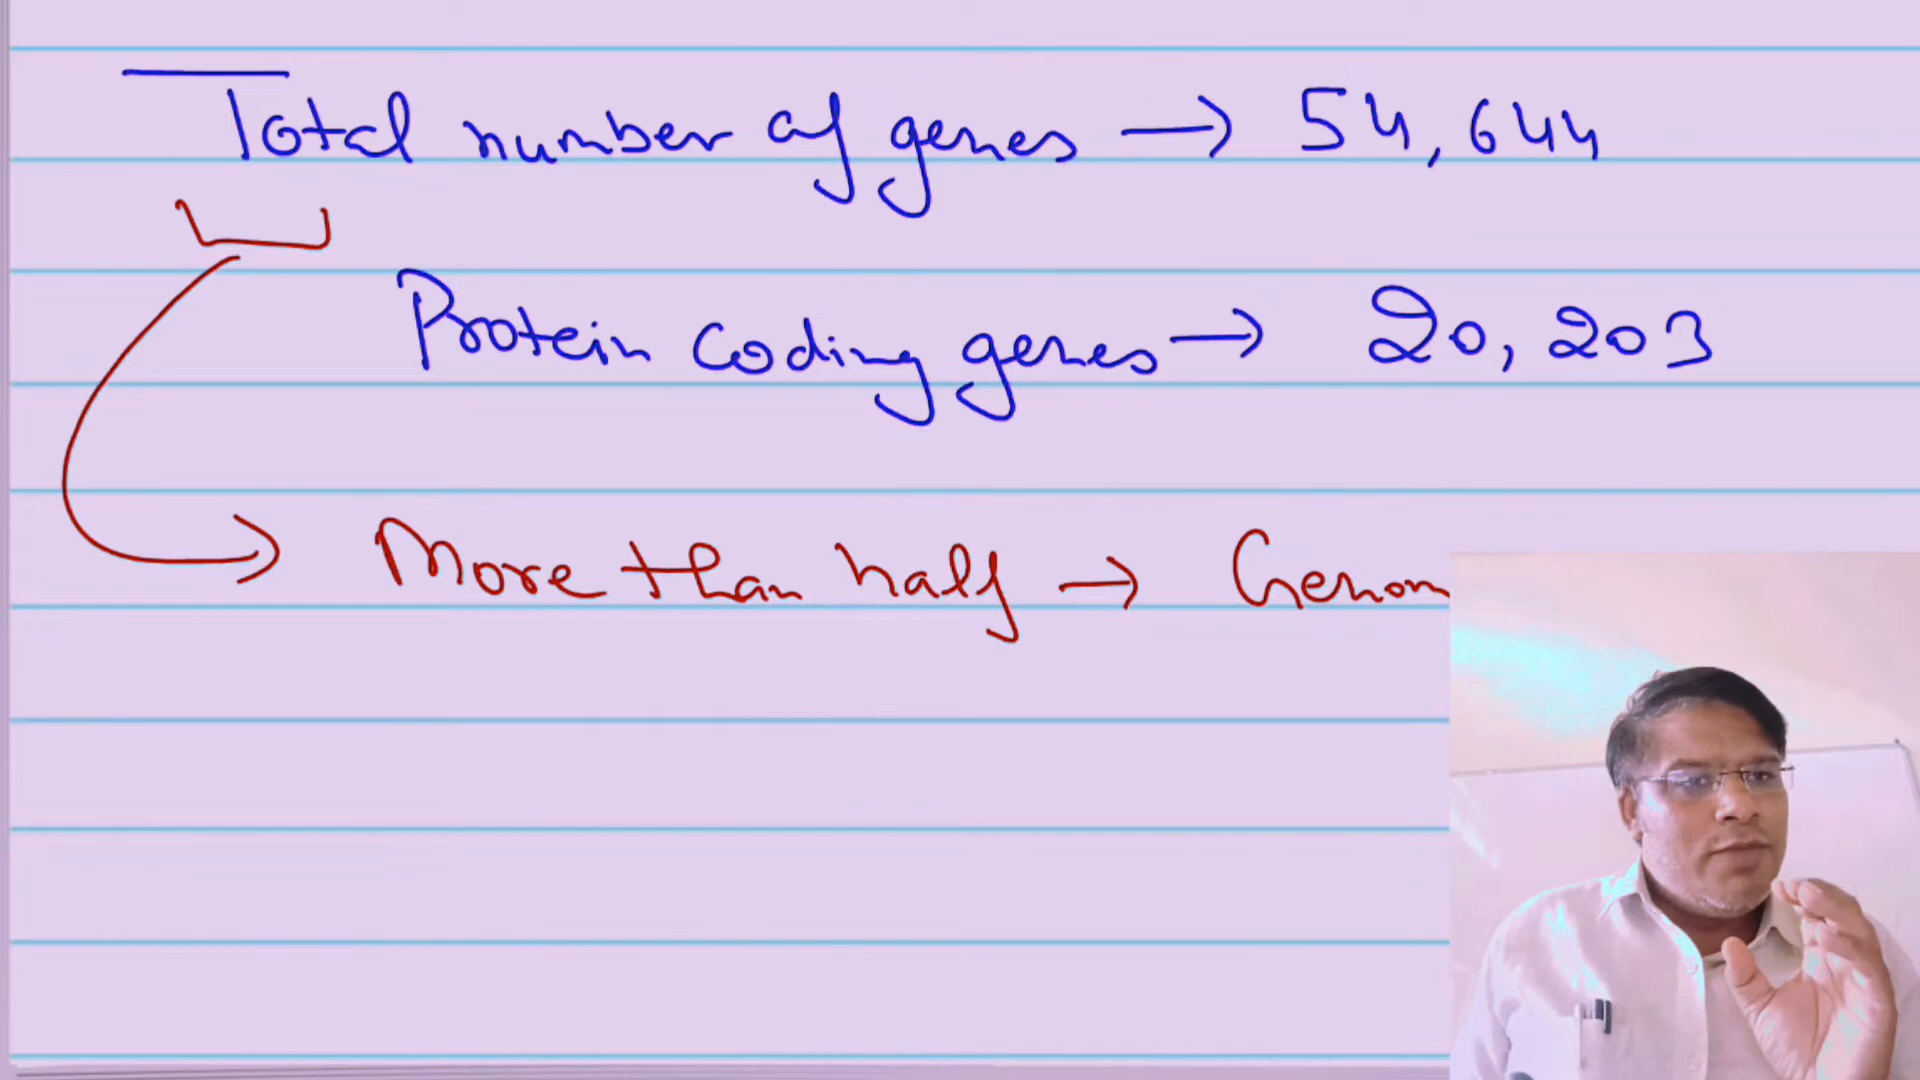 Total number of genes → 54,644
Protein coding genes → 20,203
More than half → Genom